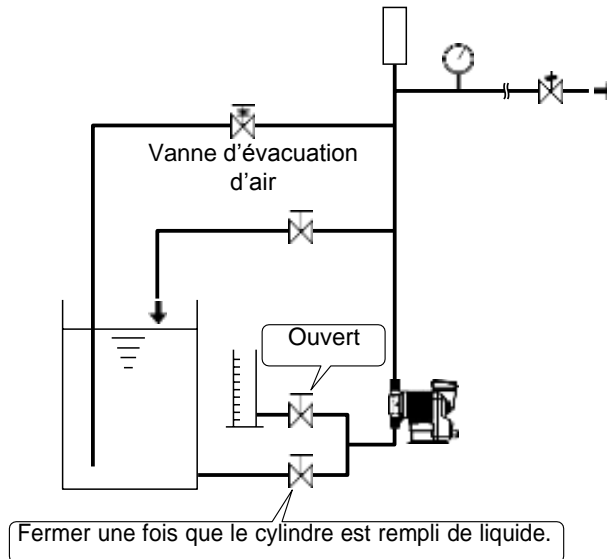 Vanne d’évacuation
d’air
Ouvert
Fermer une fois que le cylindre est rempli de liquide.